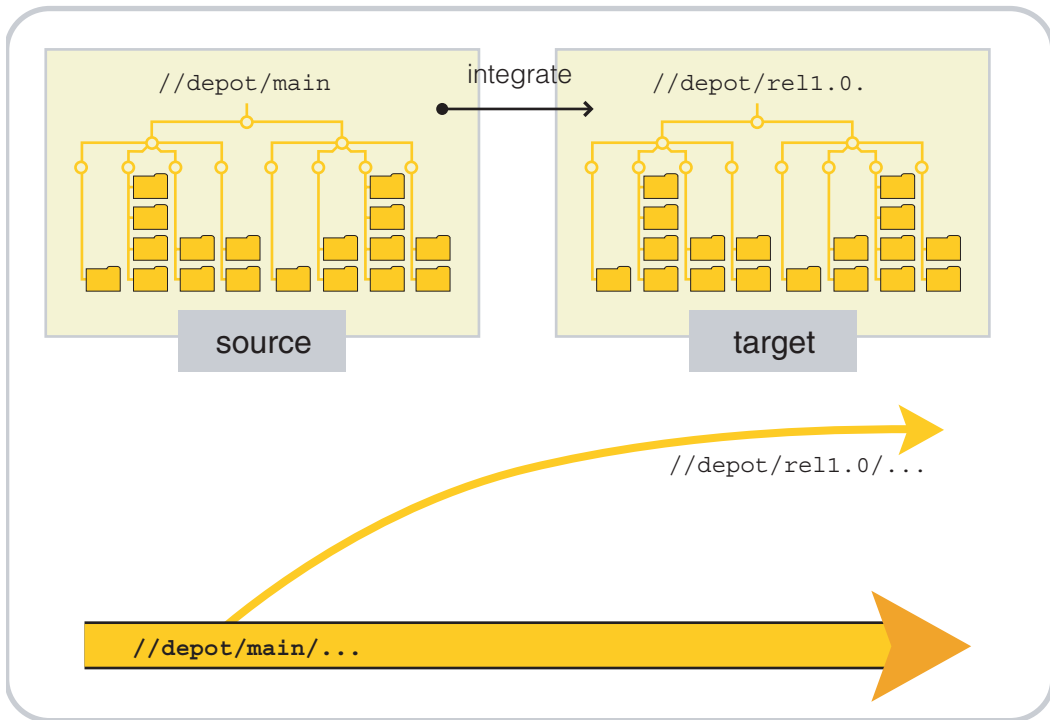 //depot/main
integrate
//depot/rel1.0.
source
target
//depot/rel1.0/...
//depot/main/...